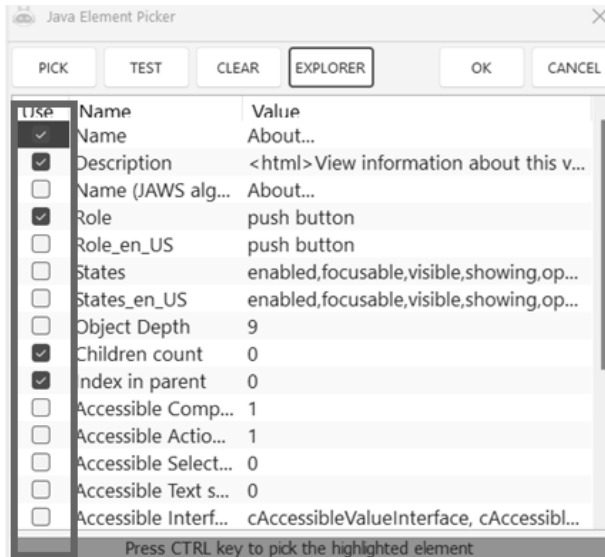 Java Element Picker
PICK TEST CLEAR EXPLORER OK CANCEL
Use Name Value
Name About...
Description <html>View information about this v...
Name (JAWS alg... About...
Role push button
Role_en_US push button
States enabled,focusable,visible,showing,op...
States_en_US enabled,focusable,visible,showing,op...
Object Depth 9
Children count 0
Index in parent 0
Accessible Comp... 1
Accessible Actio... 1
Accessible Select... 0
Accessible Text s... 0
Accessible Interf... cAccessibleValueInterface, cAccessibl...
Press CTRL key to pick the highlighted element